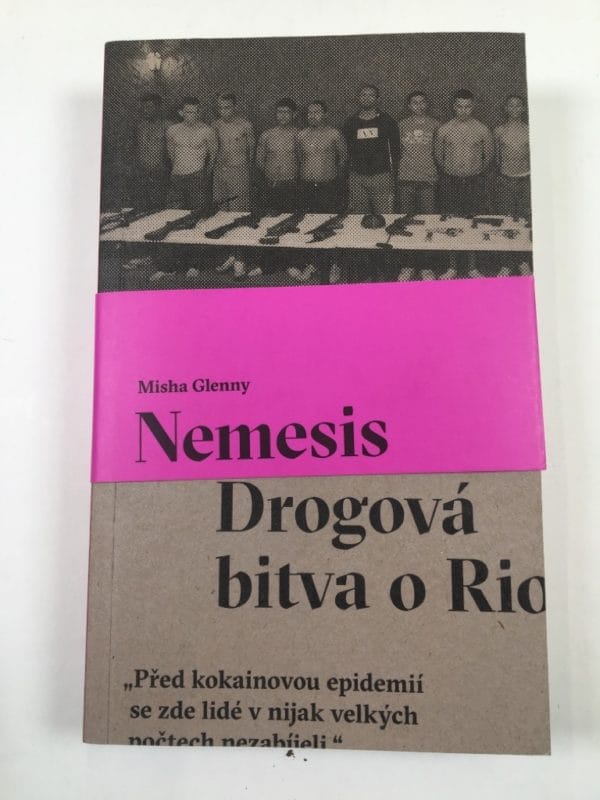 Misha Glenny
Nemesis
Drogová
bitva o Rio
„Před kokainovou epidemií
se zde lidé v nijak velkých
počtech nezabíjeli.“